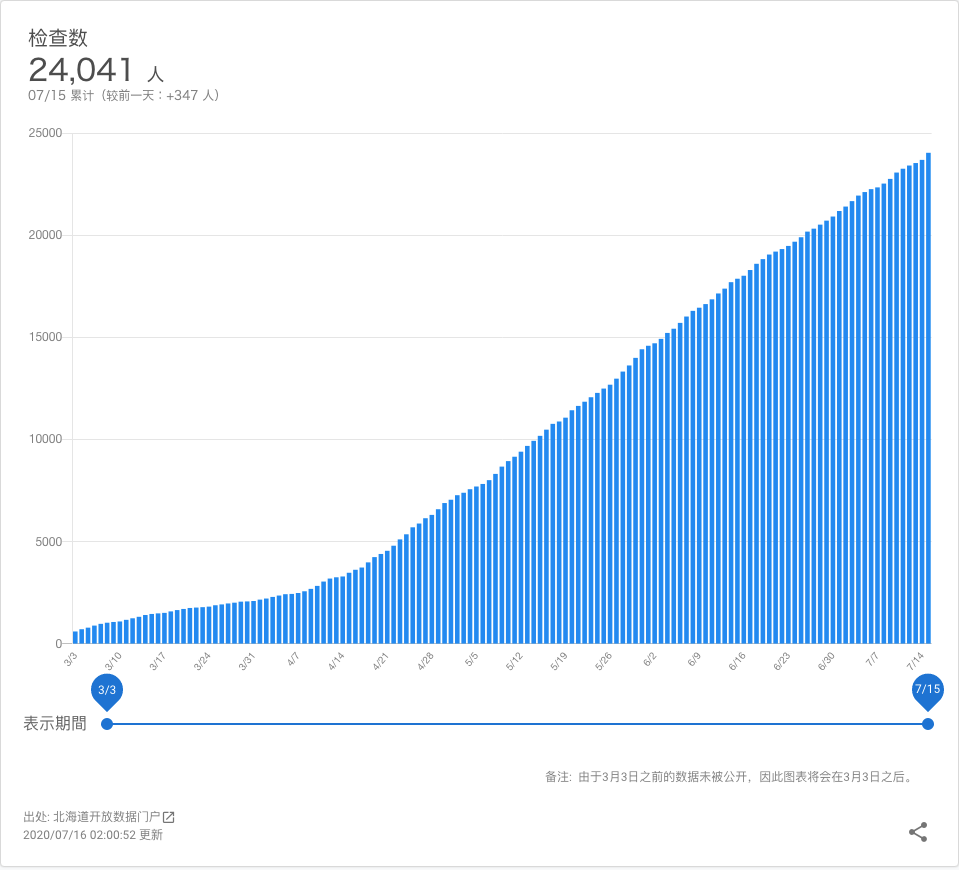 检查数
24,041 人
07/15 累计（较前一天：+347 人）
25000
20000
15000
10000
5000
0
3/3 3/10 3/17 3/24 3/31 4/7 4/14 4/21 4/28 5/5 5/12 5/19 5/26 6/2 6/9 6/16 6/23 6/30 7/7 7/14
3/3 7/15
表示期間
备注: 由于3月3日之前的数据未被公开，因此图表将会在3月3日之后。
出处: 北海道开放数据门户
2020/07/16 02:00:52 更新